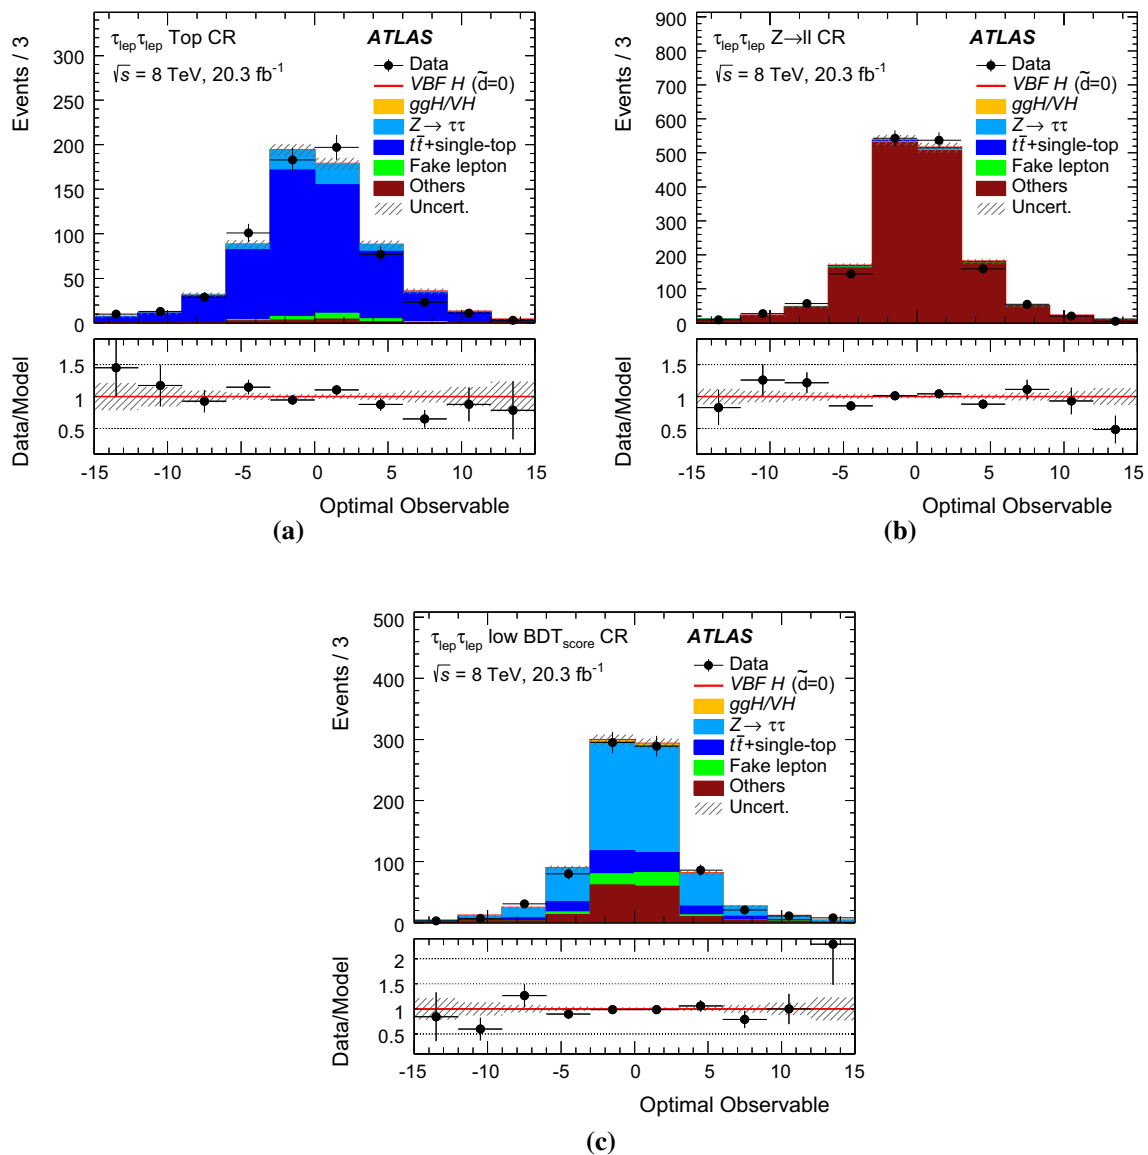 τlepτlep Top CR
√s = 8 TeV, 20.3 fb-1
ATLAS
Data
VBF H (d̃=0)
ggH/VH
Z→ ττ
tt̄+single-top
Fake lepton
Others
Uncert.
Events / 3
350
300
250
200
150
100
50
0
Data/Model
1.5
1
0.5
-15 -10 -5 0 5 10 15
Optimal Observable
(a)
τlepτlep Z→ll CR
√s = 8 TeV, 20.3 fb-1
ATLAS
Data
VBF H (d̃=0)
ggH/VH
Z→ ττ
tt̄+single-top
Fake lepton
Others
Uncert.
Events / 3
900
800
700
600
500
400
300
200
100
0
Data/Model
1.5
1
0.5
-15 -10 -5 0 5 10 15
Optimal Observable
(b)
τlepτlep low BDTscore CR
√s = 8 TeV, 20.3 fb-1
ATLAS
Data
VBF H (d̃=0)
ggH/VH
Z→ ττ
tt̄+single-top
Fake lepton
Others
Uncert.
Events / 3
500
400
300
200
100
0
Data/Model
2
1.5
1
0.5
-15 -10 -5 0 5 10 15
Optimal Observable
(c)